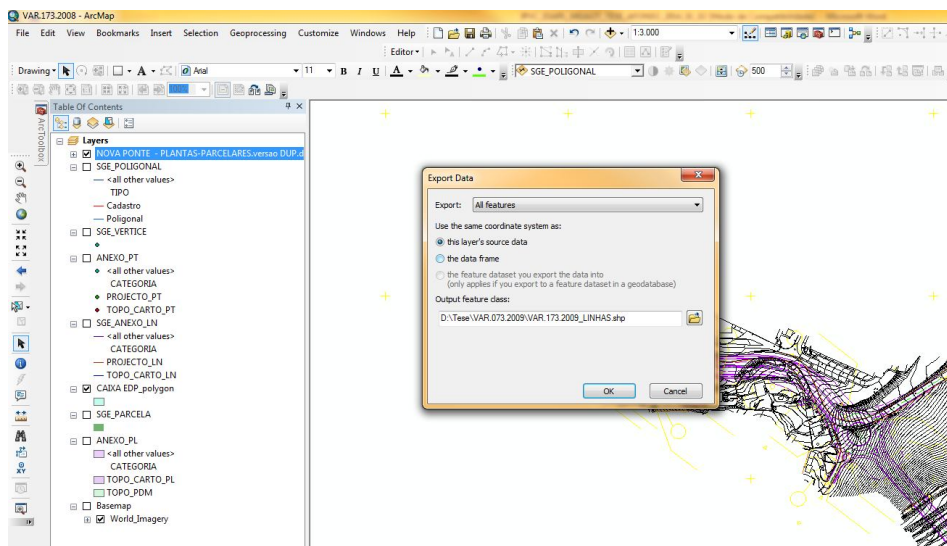 VAR.173.2008 - ArcMap
File Edit View Bookmarks Insert Selection Geoprocessing Customize Windows Help 1:3.000
Editor
Drawing A Arial 11 B I U A SGE_POLIGONAL 500
Table Of Contents
ArcToolbox
Layers
NOVA PONTE - PLANTAS-PARCELARES.versao DUP.d
SGE_POLIGONAL
<all other values>
TIPO
Cadastro
Poligonal
SGE_VERTICE
ANEXO_PT
<all other values>
CATEGORIA
PROJECTO_PT
TOPO_CARTO_PT
SGE_ANEXO_LN
<all other values>
CATEGORIA
PROJECTO_LN
TOPO_CARTO_LN
CAIXA EDP_polygon
SGE_PARCELA
ANEXO_PL
<all other values>
CATEGORIA
TOPO_CARTO_PL
TOPO_PDM
Basemap
World_Imagery
Export Data
Export: All features
Use the same coordinate system as:
this layer's source data
the data frame
the feature dataset you export the data into
(only applies if you export to a feature dataset in a geodatabase)
Output feature class:
D:\Tese\VAR.073.2009\VAR.173.2009_LINHAS.shp
OK Cancel